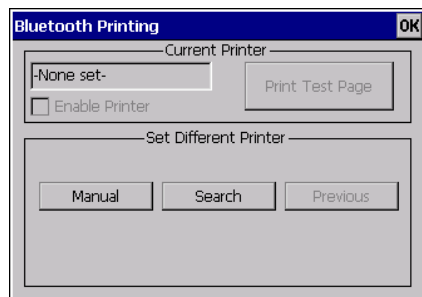 Bluetooth Printing OK
Current Printer
-None set-
Print Test Page
Enable Printer
Set Different Printer
Manual Search Previous